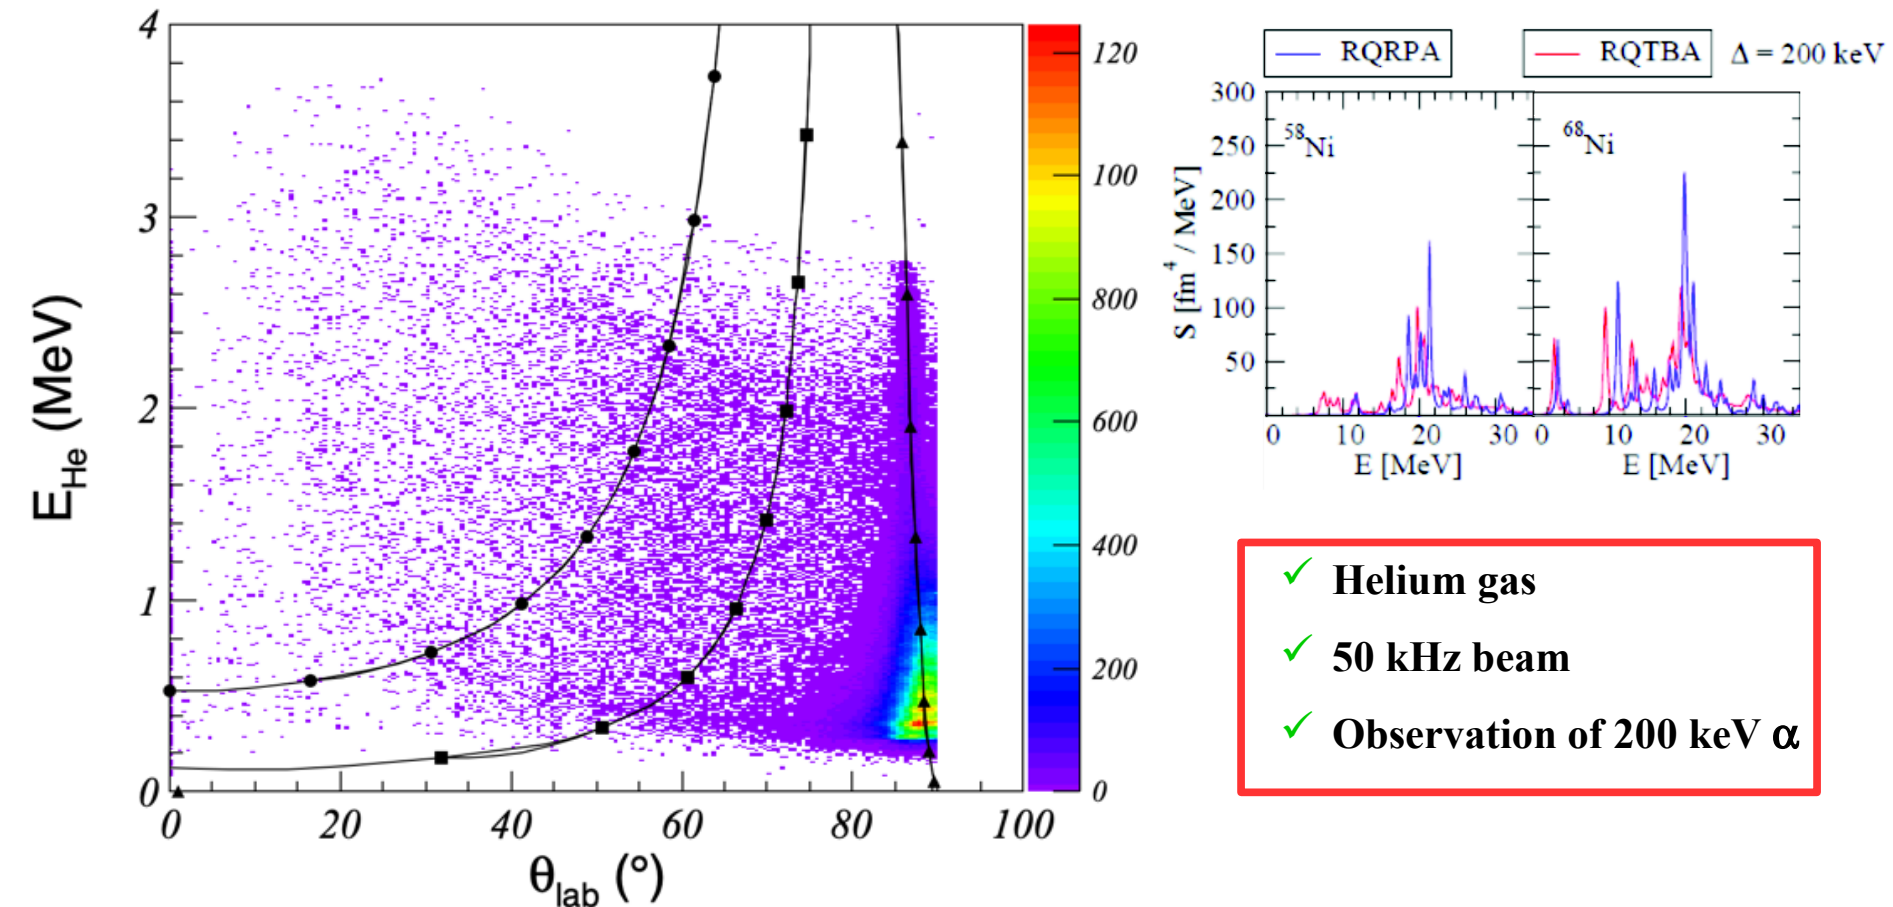 4
3
2
1
0
E_He (MeV)
0 20 40 60 80 100
θ_lab (°)
120
100
800
600
400
200
0
RQRPA RQTBA Δ = 200 keV
300
250
200
150
100
50
S [fm^4 / MeV]
^58Ni ^68Ni
0 10 20 30 0 10 20 30
E [MeV] E [MeV]
✓ Helium gas
✓ 50 kHz beam
✓ Observation of 200 keV α